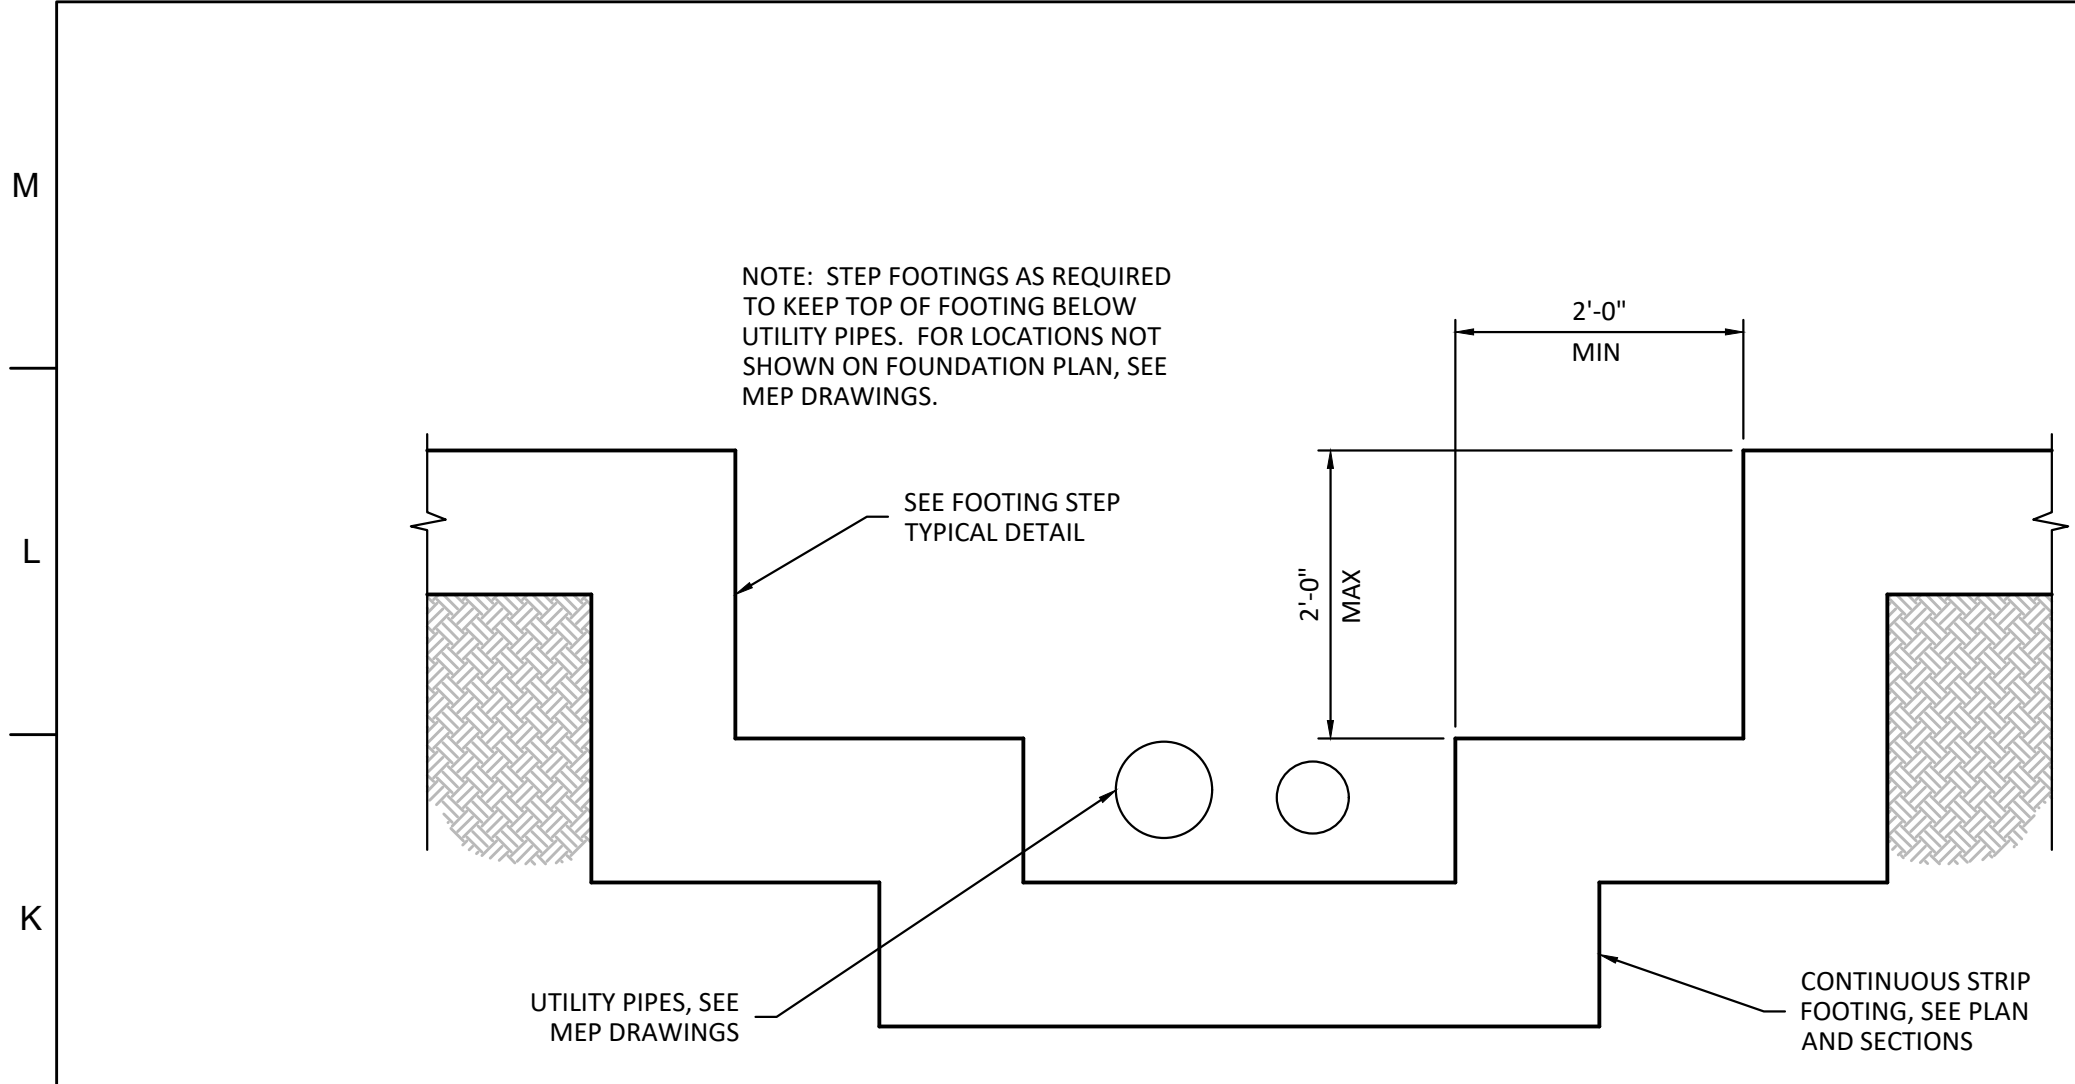 M
NOTE:  STEP FOOTINGS AS REQUIRED
TO KEEP TOP OF FOOTING BELOW
UTILITY PIPES.  FOR LOCATIONS NOT
SHOWN ON FOUNDATION PLAN, SEE
MEP DRAWINGS.
2'-0"
MIN
SEE FOOTING STEP
TYPICAL DETAIL
L
2'-0"
MAX
K
UTILITY PIPES, SEE
MEP DRAWINGS
CONTINUOUS STRIP
FOOTING, SEE PLAN
AND SECTIONS